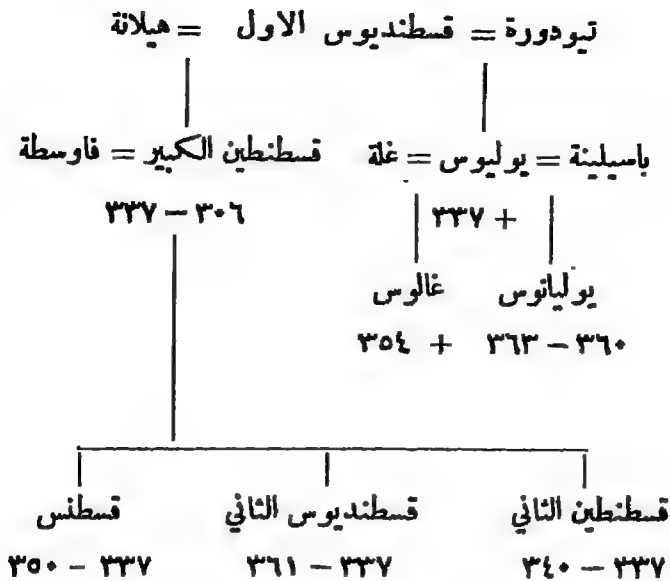 تيودورة = قسطنديوس الاول = هيلانة
باسيلينة = يوليوس = غلة قسطنطين الكبير = فاوسطة
+ ٣٣٧ ٣٠٦ – ٣٣٧
يوليانوس غالوس
٣٦٠ – ٣٦٣ + ٣٥٤
قسطنطين الثاني قسطنديوس الثاني قسطنس
٣٣٧ – ٣٤٠ ٣٣٧ – ٣٦١ ٣٣٧ – ٣٥٠